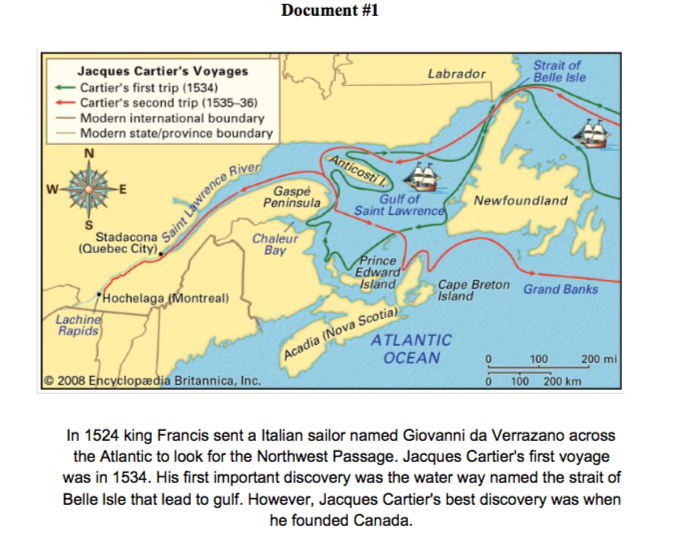 Document #1
Jacques Cartier's Voyages
Cartier's first trip (1534)
Cartier's second trip (1535–36)
Modern international boundary
Modern state/province boundary
Labrador
Strait of
Belle Isle
N
W
E
S
Saint Lawrence River
Anticosti I.
Gaspé
Peninsula
Gulf of
Saint Lawrence
Newfoundland
Stadacona
(Quebec City)
Chaleur
Bay
Prince
Edward
Island
Cape Breton
Island
Grand Banks
Hochelaga (Montreal)
Lachine
Rapids
Acadia (Nova Scotia)
ATLANTIC
OCEAN
0 100 200 mi
0 100 200 km
© 2008 Encyclopædia Britannica, Inc.
In 1524 king Francis sent a Italian sailor named Giovanni da Verrazano across
the Atlantic to look for the Northwest Passage. Jacques Cartier's first voyage
was in 1534. His first important discovery was the water way named the strait of
Belle Isle that lead to gulf. However, Jacques Cartier's best discovery was when
he founded Canada.